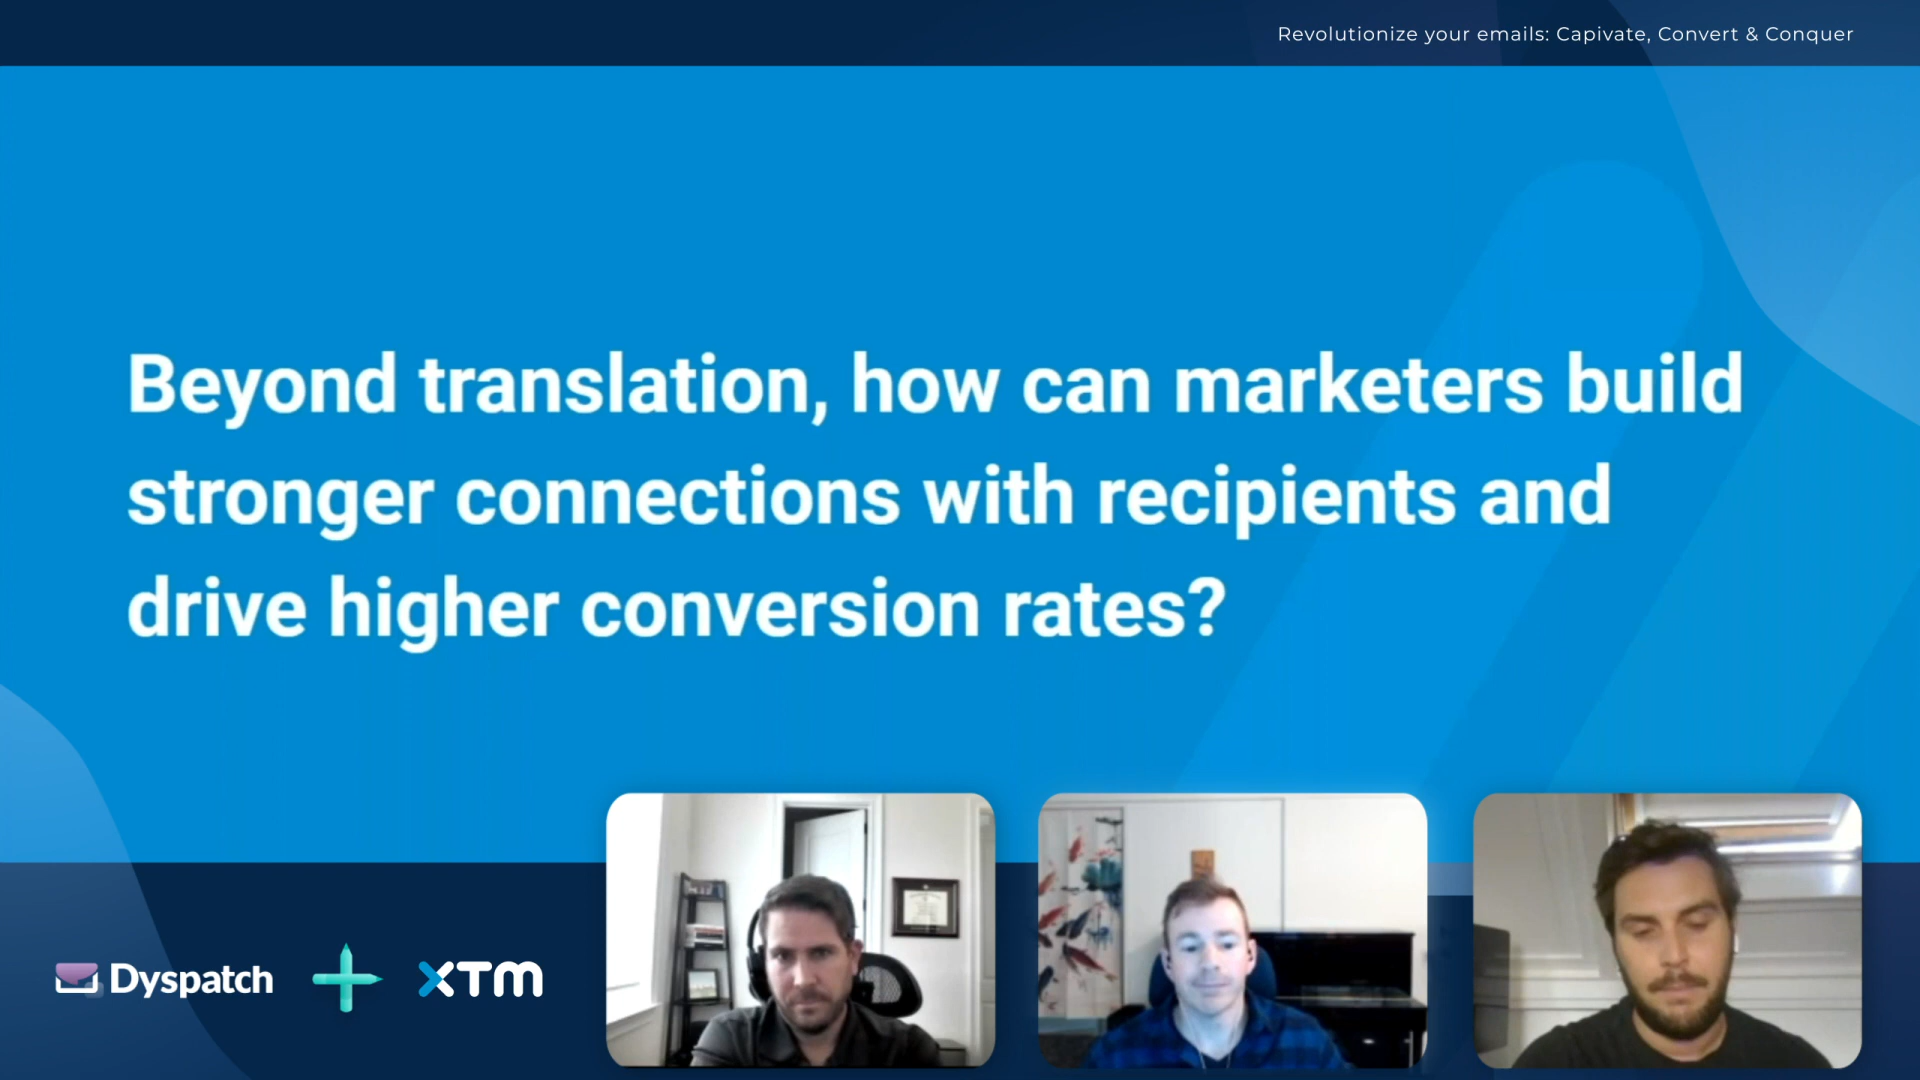 Revolutionize your emails: Capivate, Convert & Conquer
Beyond translation, how can marketers build
stronger connections with recipients and
drive higher conversion rates?
Dyspatch
XTM